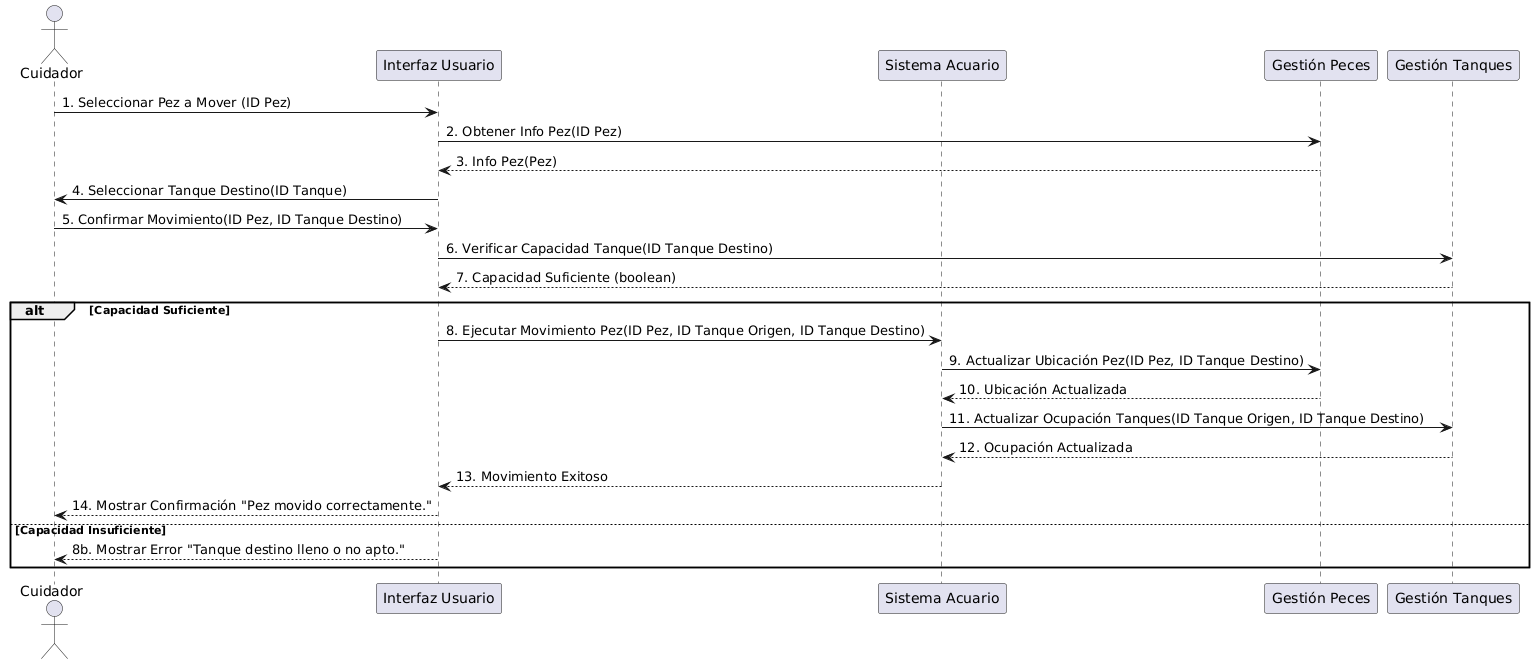 Cuidador
Interfaz Usuario
Sistema Acuario
Gestión Peces
Gestión Tanques
1. Seleccionar Pez a Mover (ID Pez)
2. Obtener Info Pez(ID Pez)
3. Info Pez(Pez)
4. Seleccionar Tanque Destino(ID Tanque)
5. Confirmar Movimiento(ID Pez, ID Tanque Destino)
6. Verificar Capacidad Tanque(ID Tanque Destino)
7. Capacidad Suficiente (boolean)
alt [Capacidad Suficiente]
8. Ejecutar Movimiento Pez(ID Pez, ID Tanque Origen, ID Tanque Destino)
9. Actualizar Ubicación Pez(ID Pez, ID Tanque Destino)
10. Ubicación Actualizada
11. Actualizar Ocupación Tanques(ID Tanque Origen, ID Tanque Destino)
12. Ocupación Actualizada
13. Movimiento Exitoso
14. Mostrar Confirmación "Pez movido correctamente."
[Capacidad Insuficiente]
8b. Mostrar Error "Tanque destino lleno o no apto."
Cuidador
Interfaz Usuario
Sistema Acuario
Gestión Peces
Gestión Tanques